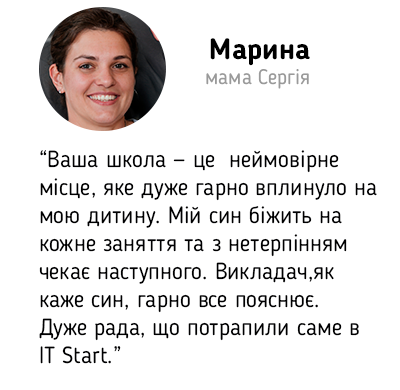 Марина
мама Сергія
“Ваша школа – це неймовірне
місце, яке дуже гарно вплинуло на
мою дитину. Мій син біжить на
кожне заняття та з нетерпінням
чекає наступного. Викладач,як
каже син, гарно все пояснює.
Дуже рада, що потрапили саме в
IT Start.”